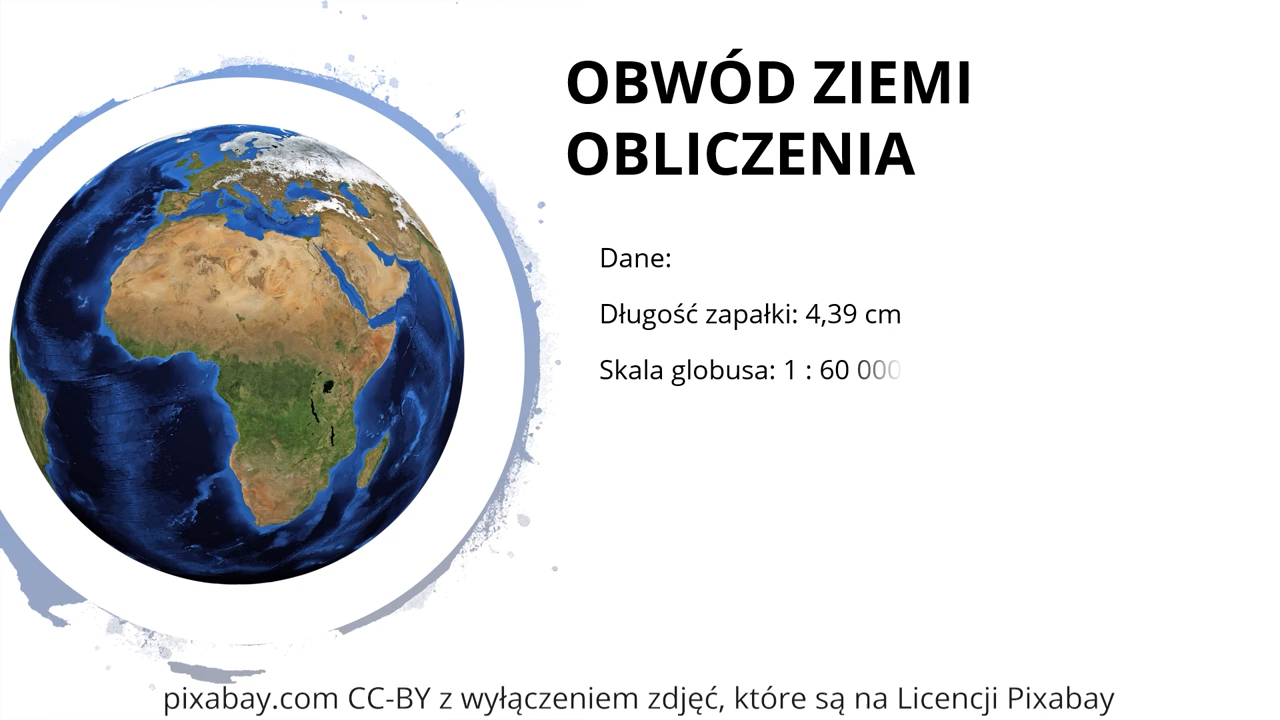 OBWÓD ZIEMI
OBLICZENIA
Dane:
Długość zapałki: 4,39 cm
Skala globusa: 1 : 60 000
pixabay.com CC-BY z wyłączeniem zdjęć, które są na Licencji Pixabay